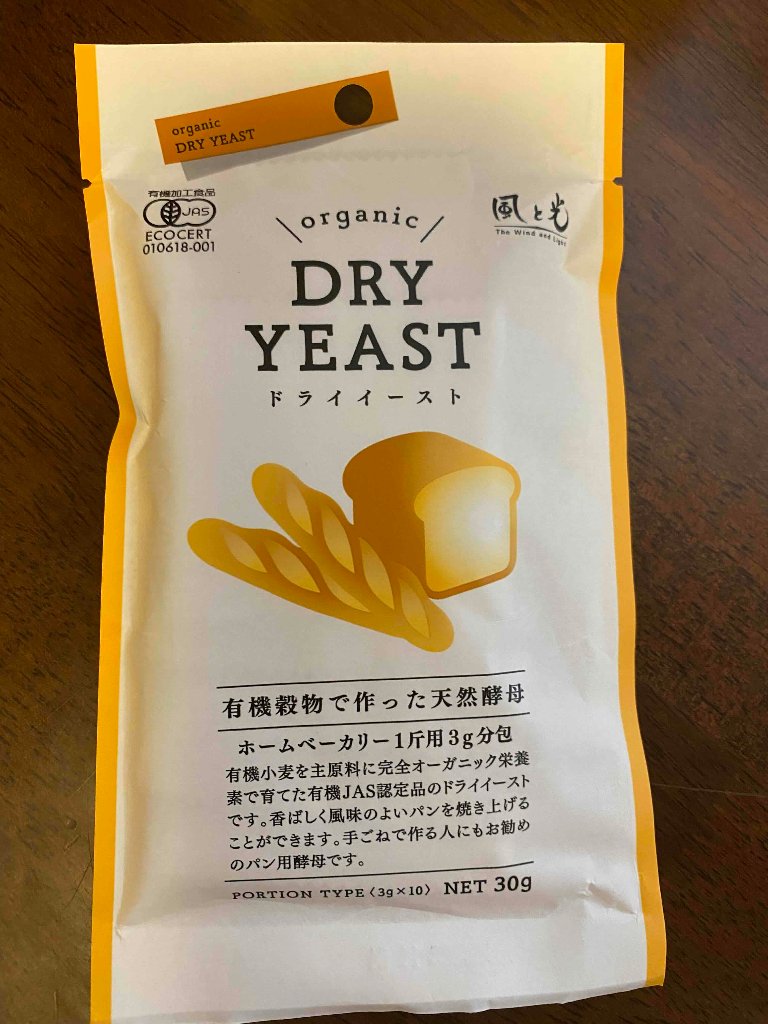 organic
DRY YEAST
有機加工食品
JAS
ECOCERT
010618-001
風と光
The Wind and Light
organic
DRY
YEAST
ドライイースト
有機穀物で作った天然酵母
ホームベーカリー1斤用3g分包
有機小麦を主原料に完全オーガニック栄養
素で育てた有機JAS認定品のドライイースト
です。香ばしく風味のよいパンを焼き上げる
ことができます。手ごねで作る人にもお勧め
のパン用酵母です。
PORTION TYPE〈3g×10〉 NET 30g